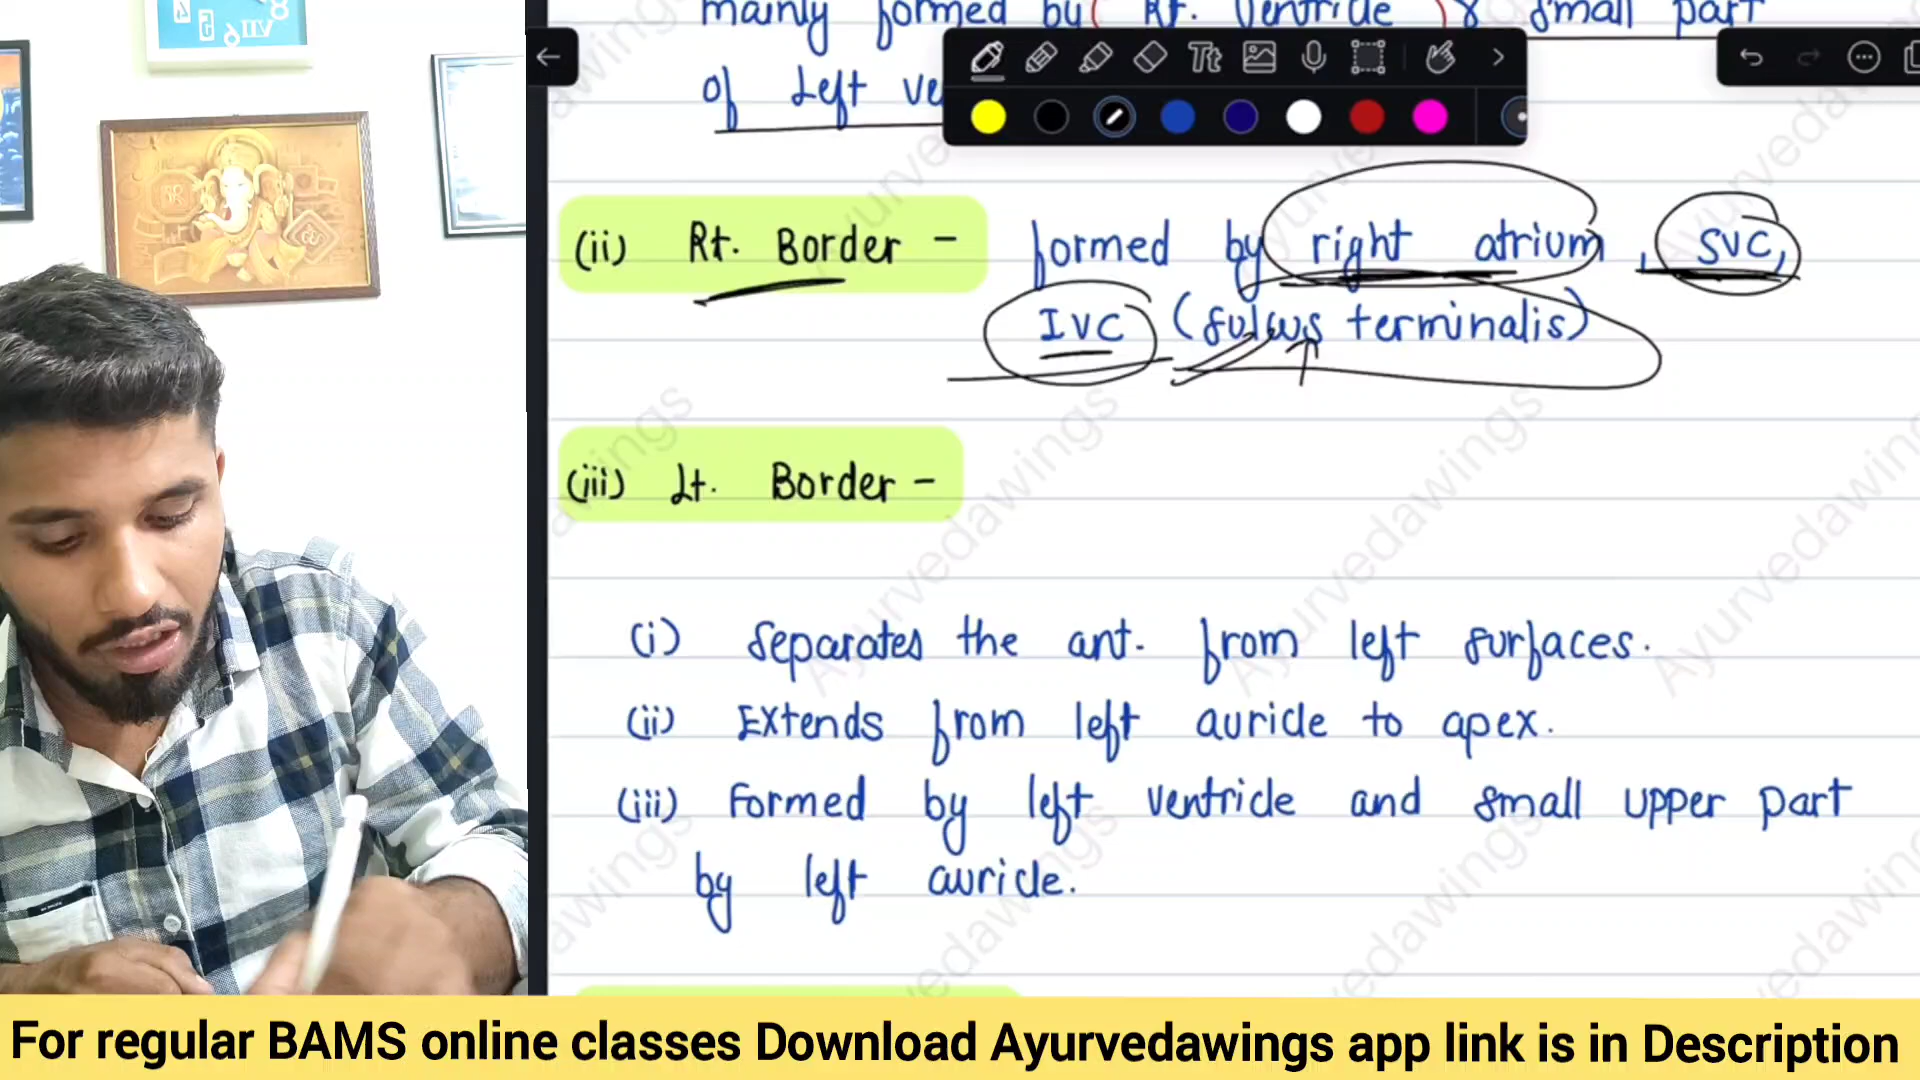 mainly formed by ( Rt. Ventricle ) & small part
of Left ve
(ii) Rt. Border - formed by right atrium, SVC,
IVC (sulcus terminalis)
(iii) Lt. Border -
(i) Separates the ant. from left surfaces.
(ii) Extends from left auricle to apex.
(iii) Formed by left ventricle and small upper part
by left auricle.
Tt
Ayurvedawings
For regular BAMS online classes Download Ayurvedawings app link is in Description